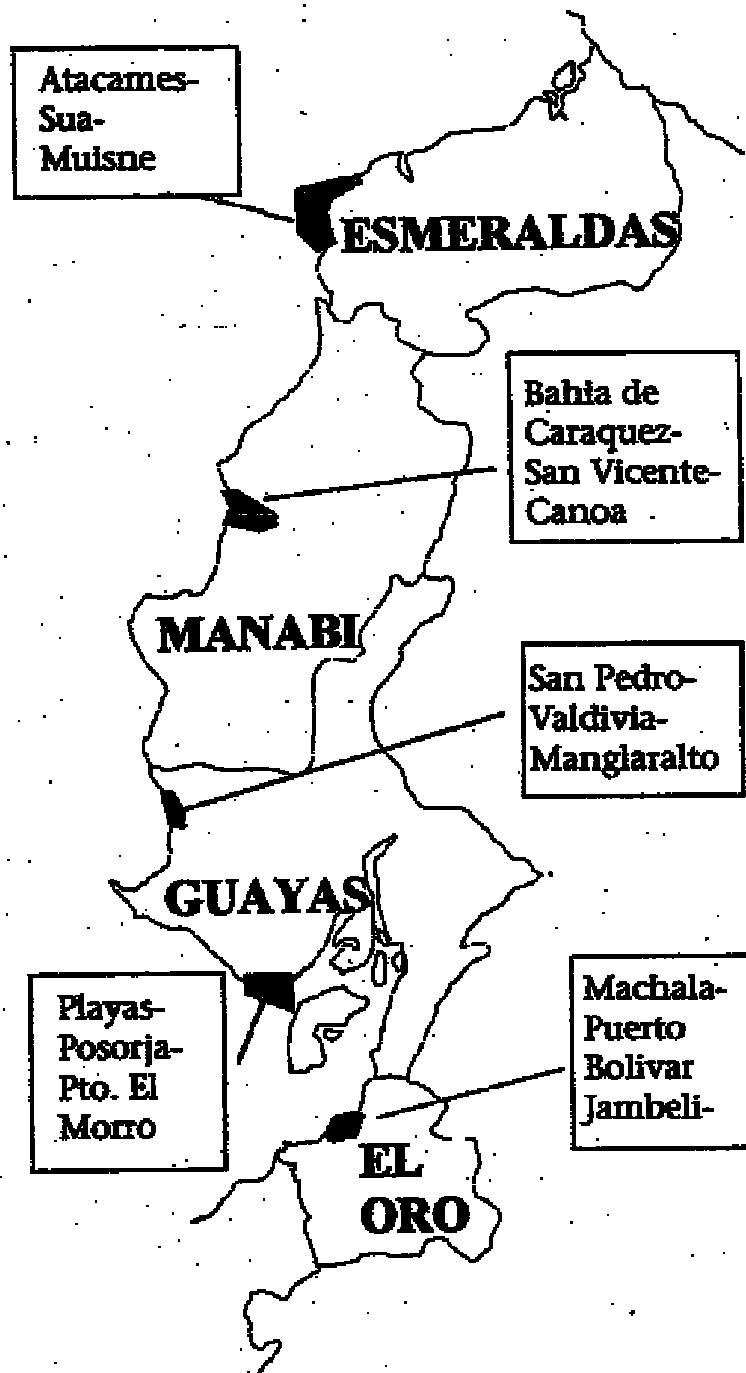 Atacames-
Sua-
Muisne
ESMERALDAS
Bahia de
Caraquez-
San Vicente-
Canoa
MANABI
San Pedro-
Valdivia-
Manglaralto
GUAYAS
Playas-
Posorja-
Pto. El
Morro
Machala-
Puerto
Bolivar
Jambeli-
EL
ORO